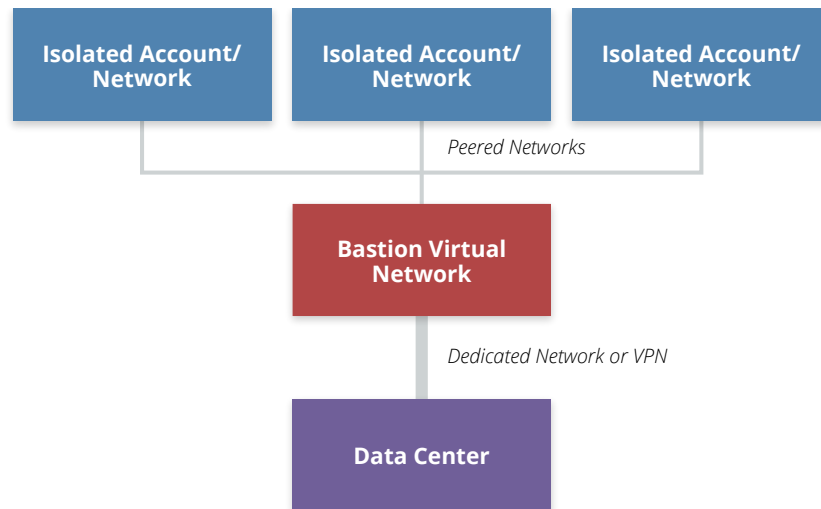 Isolated Account/
Network
Isolated Account/
Network
Isolated Account/
Network
Peered Networks
Bastion Virtual
Network
Dedicated Network or VPN
Data Center